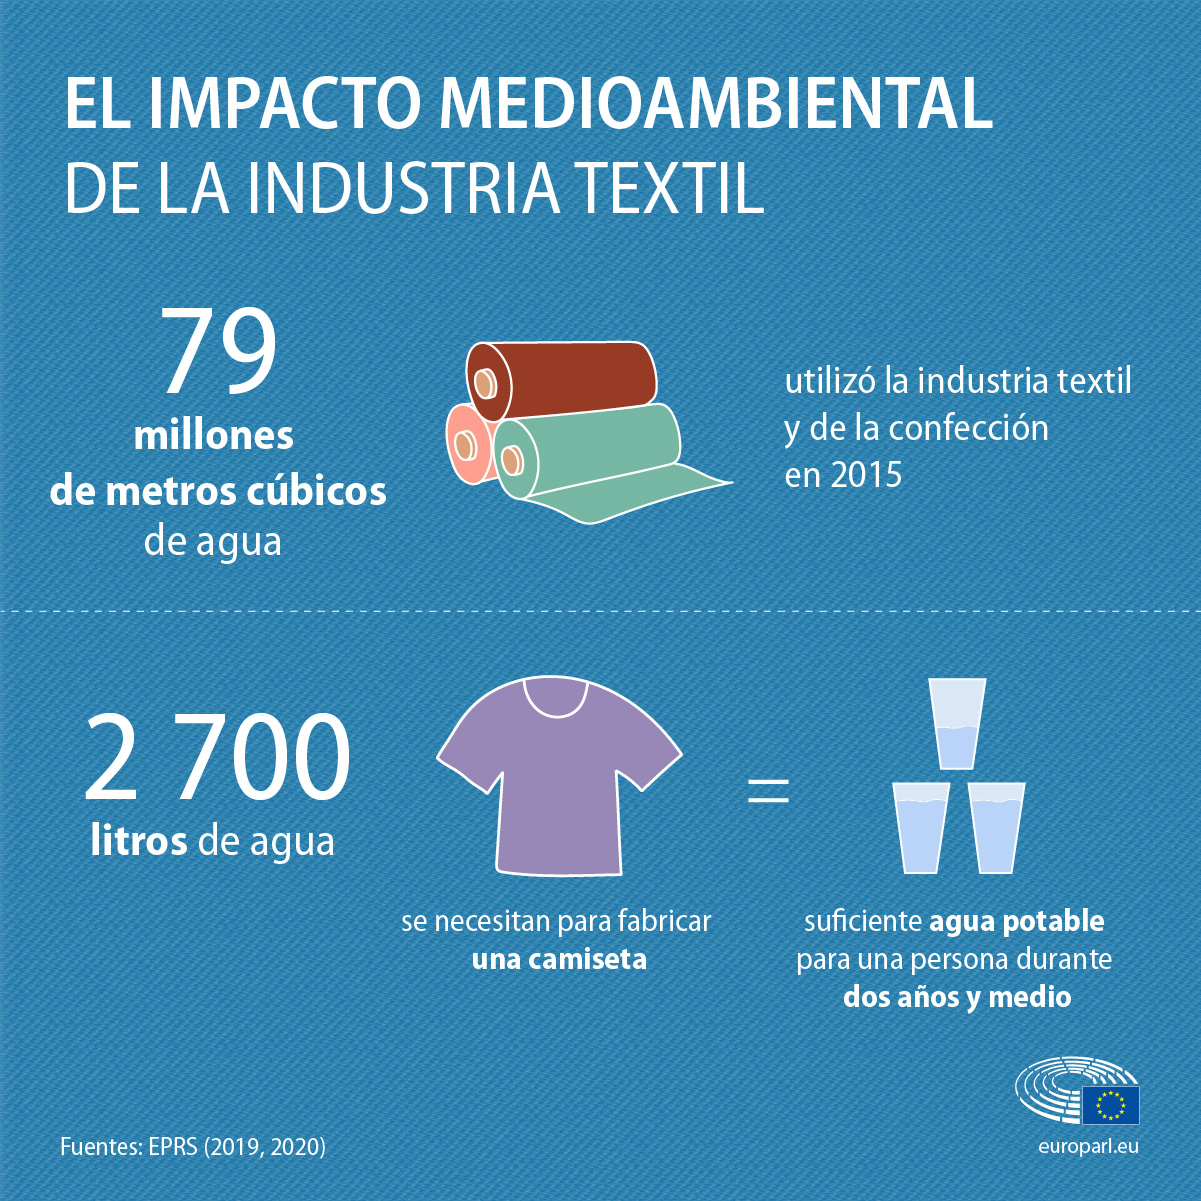 EL IMPACTO MEDIOAMBIENTAL
DE LA INDUSTRIA TEXTIL
79
millones
de metros cúbicos
de agua
utilizó la industria textil
y de la confección
en 2015
2 700
litros de agua
se necesitan para fabricar
una camiseta
=
suficiente agua potable
para una persona durante
dos años y medio
Fuentes: EPRS (2019, 2020)
europarl.eu